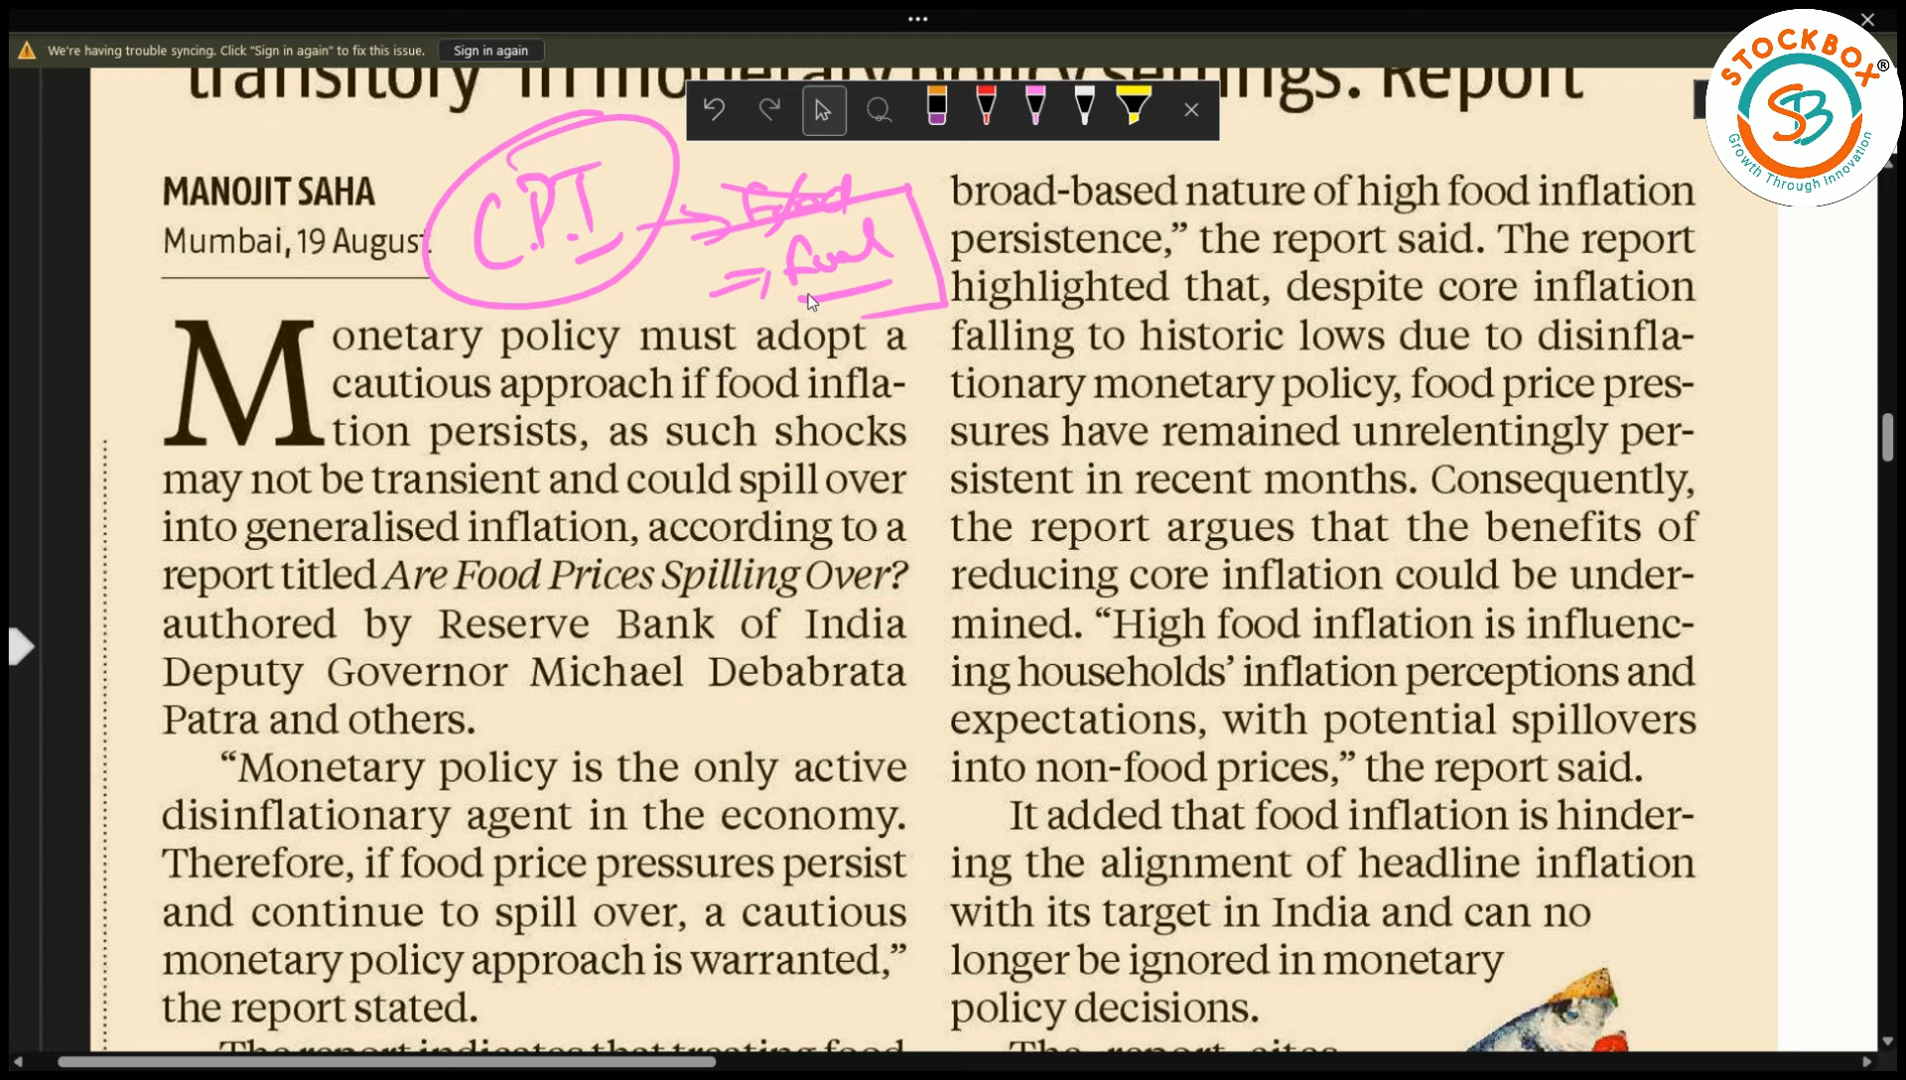 We're having trouble syncing. Click "Sign in again" to fix this issue. Sign in again
STOCKBOX®
SB
Growth Through Innovation
transitory' in monetary policy settings: Report
MANOJIT SAHA
Mumbai, 19 August
C.P.I
Food
fuel
Monetary policy must adopt a
cautious approach if food infla-
tion persists, as such shocks
may not be transient and could spill over
into generalised inflation, according to a
report titled Are Food Prices Spilling Over?
authored by Reserve Bank of India
Deputy Governor Michael Debabrata
Patra and others.
“Monetary policy is the only active
disinflationary agent in the economy.
Therefore, if food price pressures persist
and continue to spill over, a cautious
monetary policy approach is warranted,”
the report stated.
The report indicates that treating food
broad-based nature of high food inflation
persistence,” the report said. The report
highlighted that, despite core inflation
falling to historic lows due to disinfla-
tionary monetary policy, food price pres-
sures have remained unrelentingly per-
sistent in recent months. Consequently,
the report argues that the benefits of
reducing core inflation could be under-
mined. “High food inflation is influenc-
ing households’ inflation perceptions and
expectations, with potential spillovers
into non-food prices,” the report said.
It added that food inflation is hinder-
ing the alignment of headline inflation
with its target in India and can no
longer be ignored in monetary
policy decisions.
The report cites